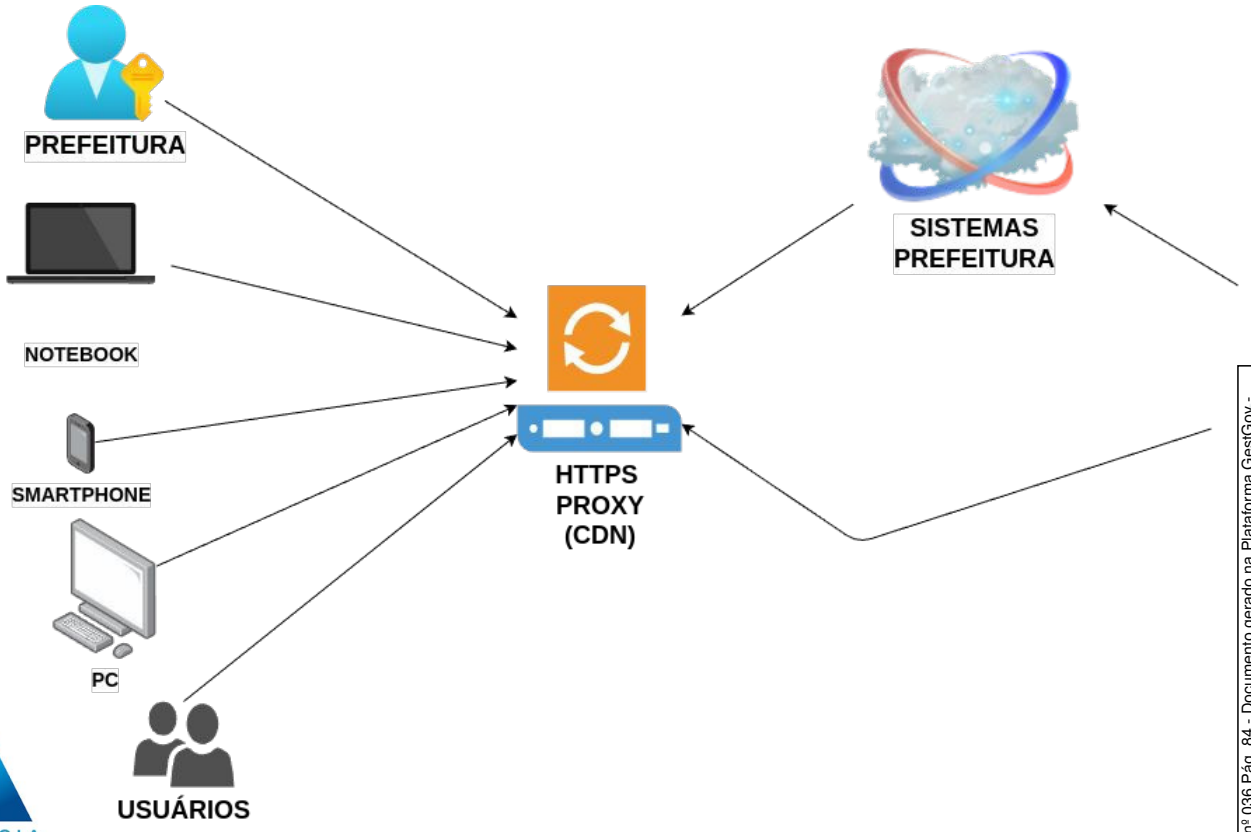 PREFEITURA
NOTEBOOK
SMARTPHONE
PC
USUÁRIOS
HTTPS
PROXY
(CDN)
SISTEMAS
PREFEITURA
nº 036 Pág. 84 - Documento gerado na Plataforma GestGov -